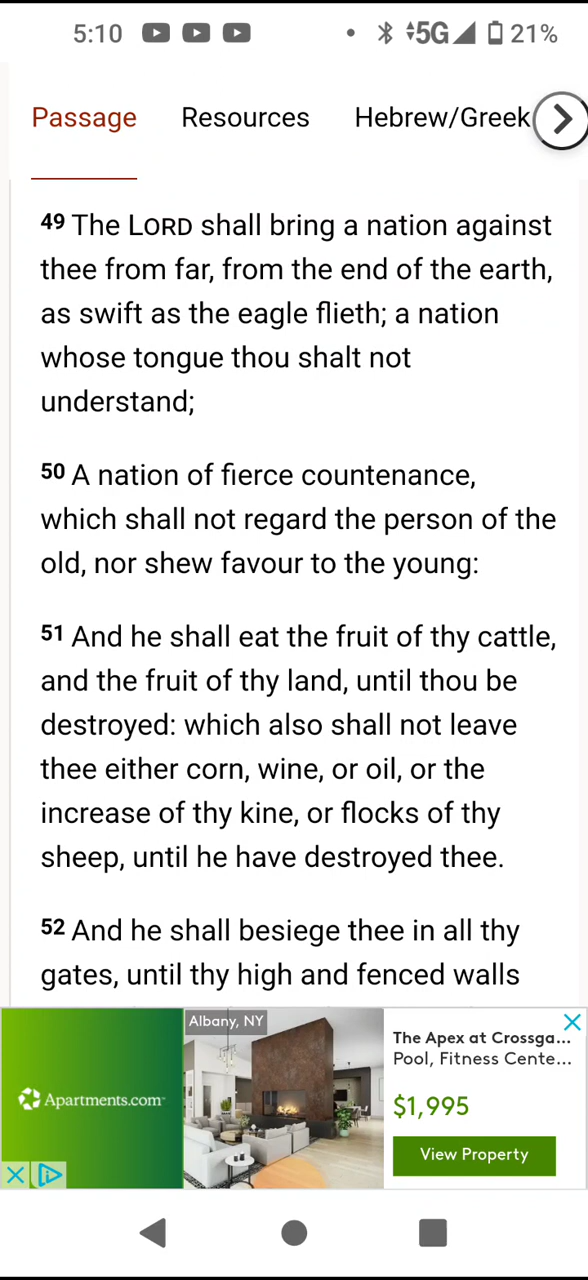 5:10 5G 21%
Passage Resources Hebrew/Greek
49 The LORD shall bring a nation against
thee from far, from the end of the earth,
as swift as the eagle flieth; a nation
whose tongue thou shalt not
understand;
50 A nation of fierce countenance,
which shall not regard the person of the
old, nor shew favour to the young:
51 And he shall eat the fruit of thy cattle,
and the fruit of thy land, until thou be
destroyed: which also shall not leave
thee either corn, wine, or oil, or the
increase of thy kine, or flocks of thy
sheep, until he have destroyed thee.
52 And he shall besiege thee in all thy
gates, until thy high and fenced walls
Apartments.com
Albany, NY
The Apex at Crossga...
Pool, Fitness Cente...
$1,995
View Property